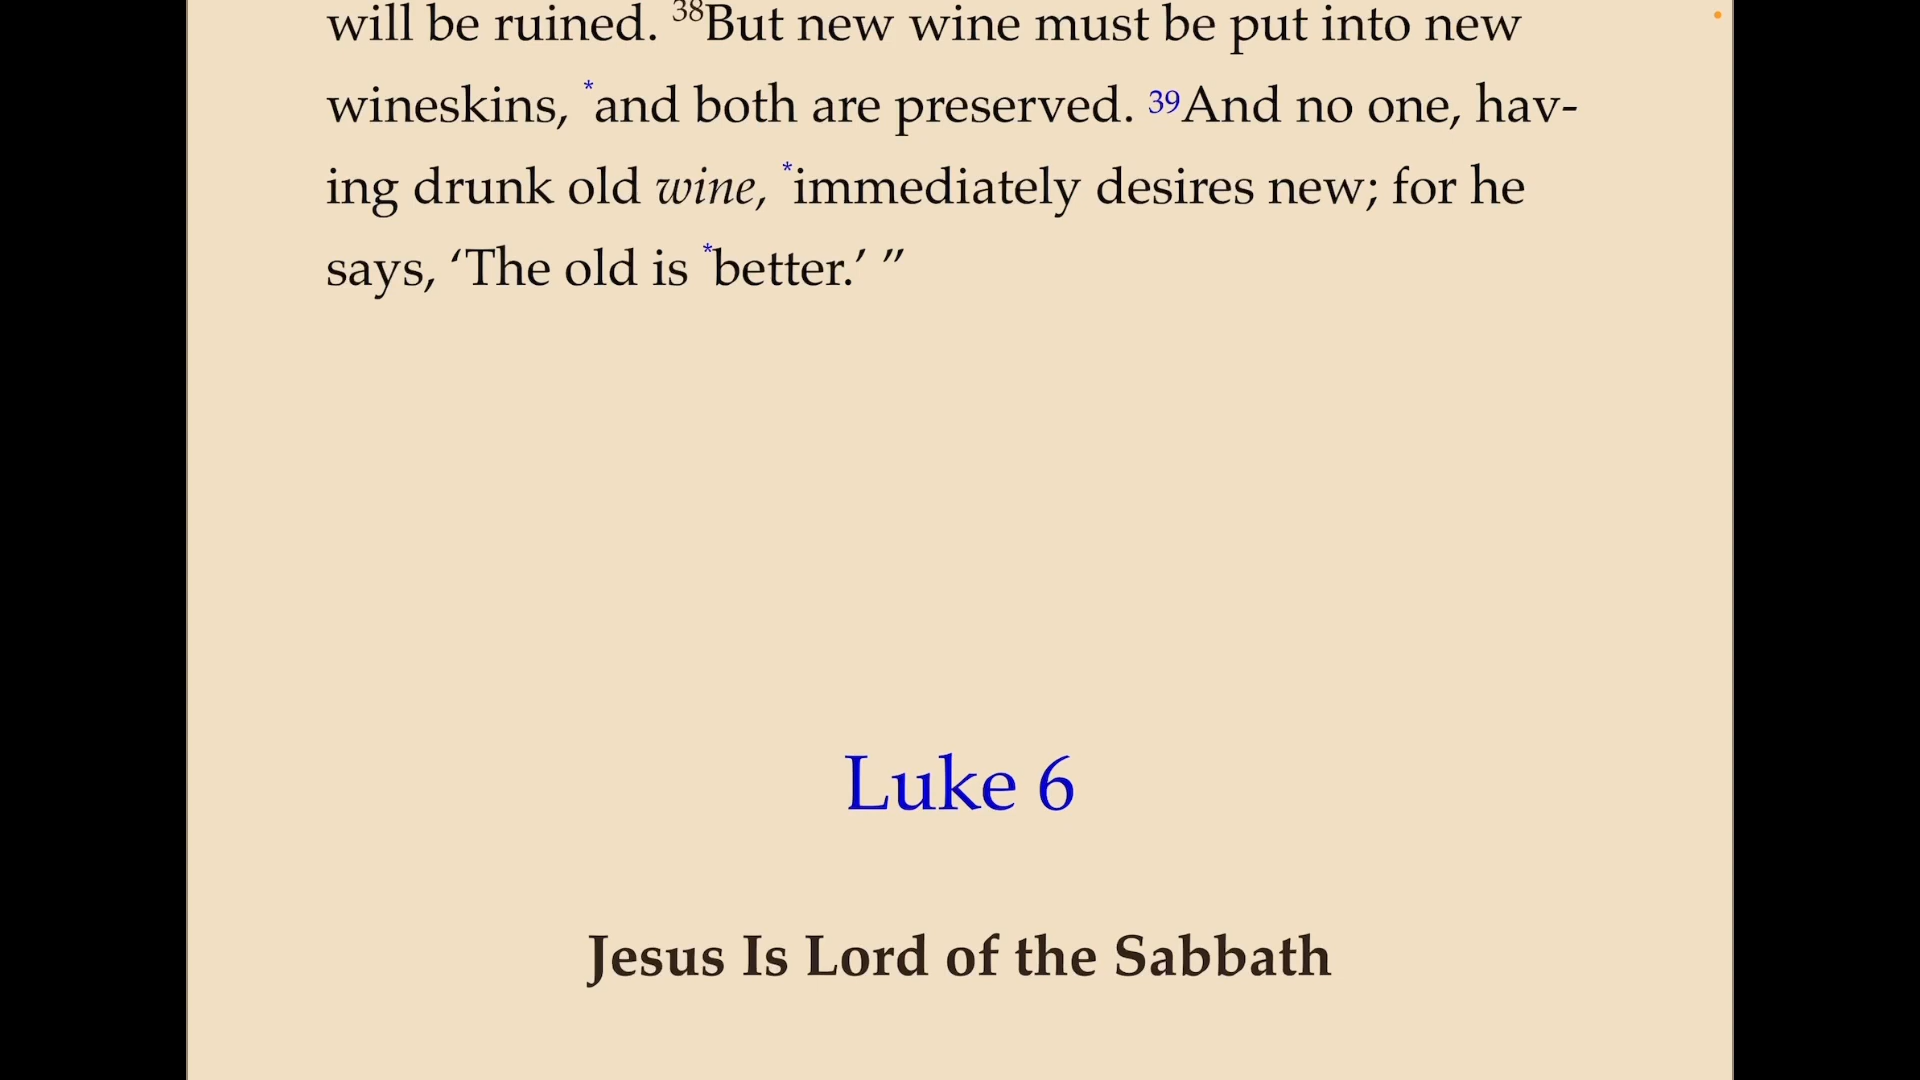 will be ruined. 38But new wine must be put into new
wineskins, *and both are preserved. 39And no one, hav-
ing drunk old wine, *immediately desires new; for he
says, ‘The old is *better.’ ”
Luke 6
Jesus Is Lord of the Sabbath